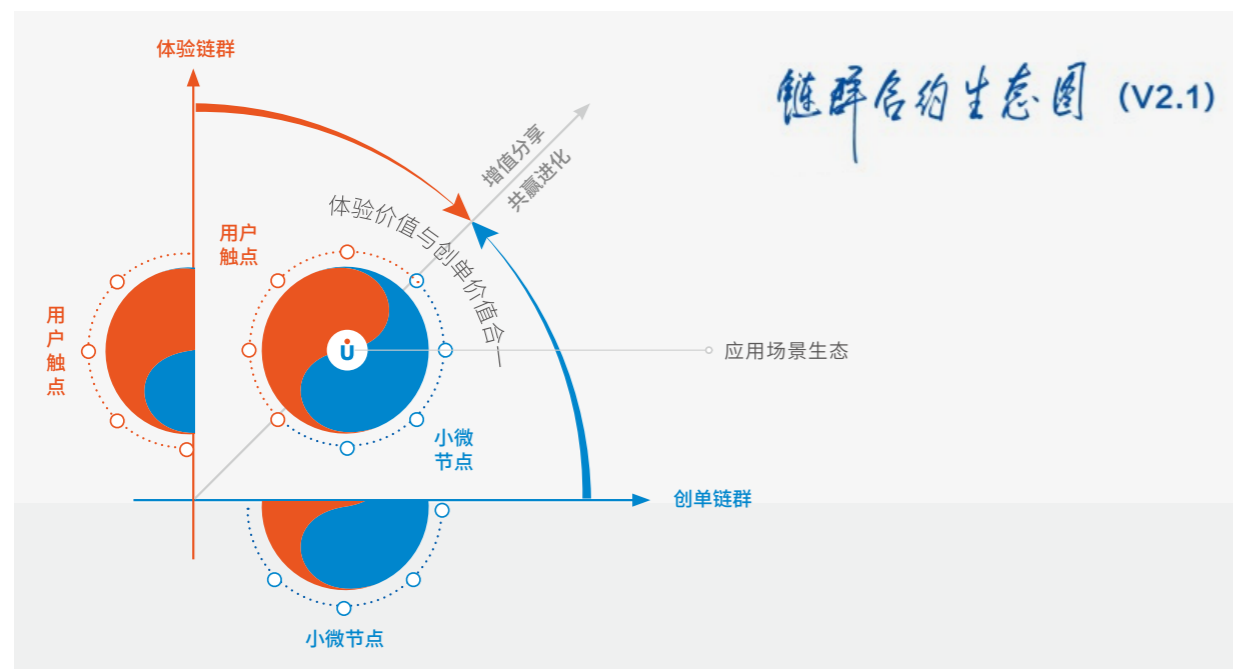 链群合约生态图 (V2.1)
体验链群
增值分享
共赢进化
体验价值与创单价值合一
用户
触点
用户触点
U
应用场景生态
小微
节点
创单链群
小微节点